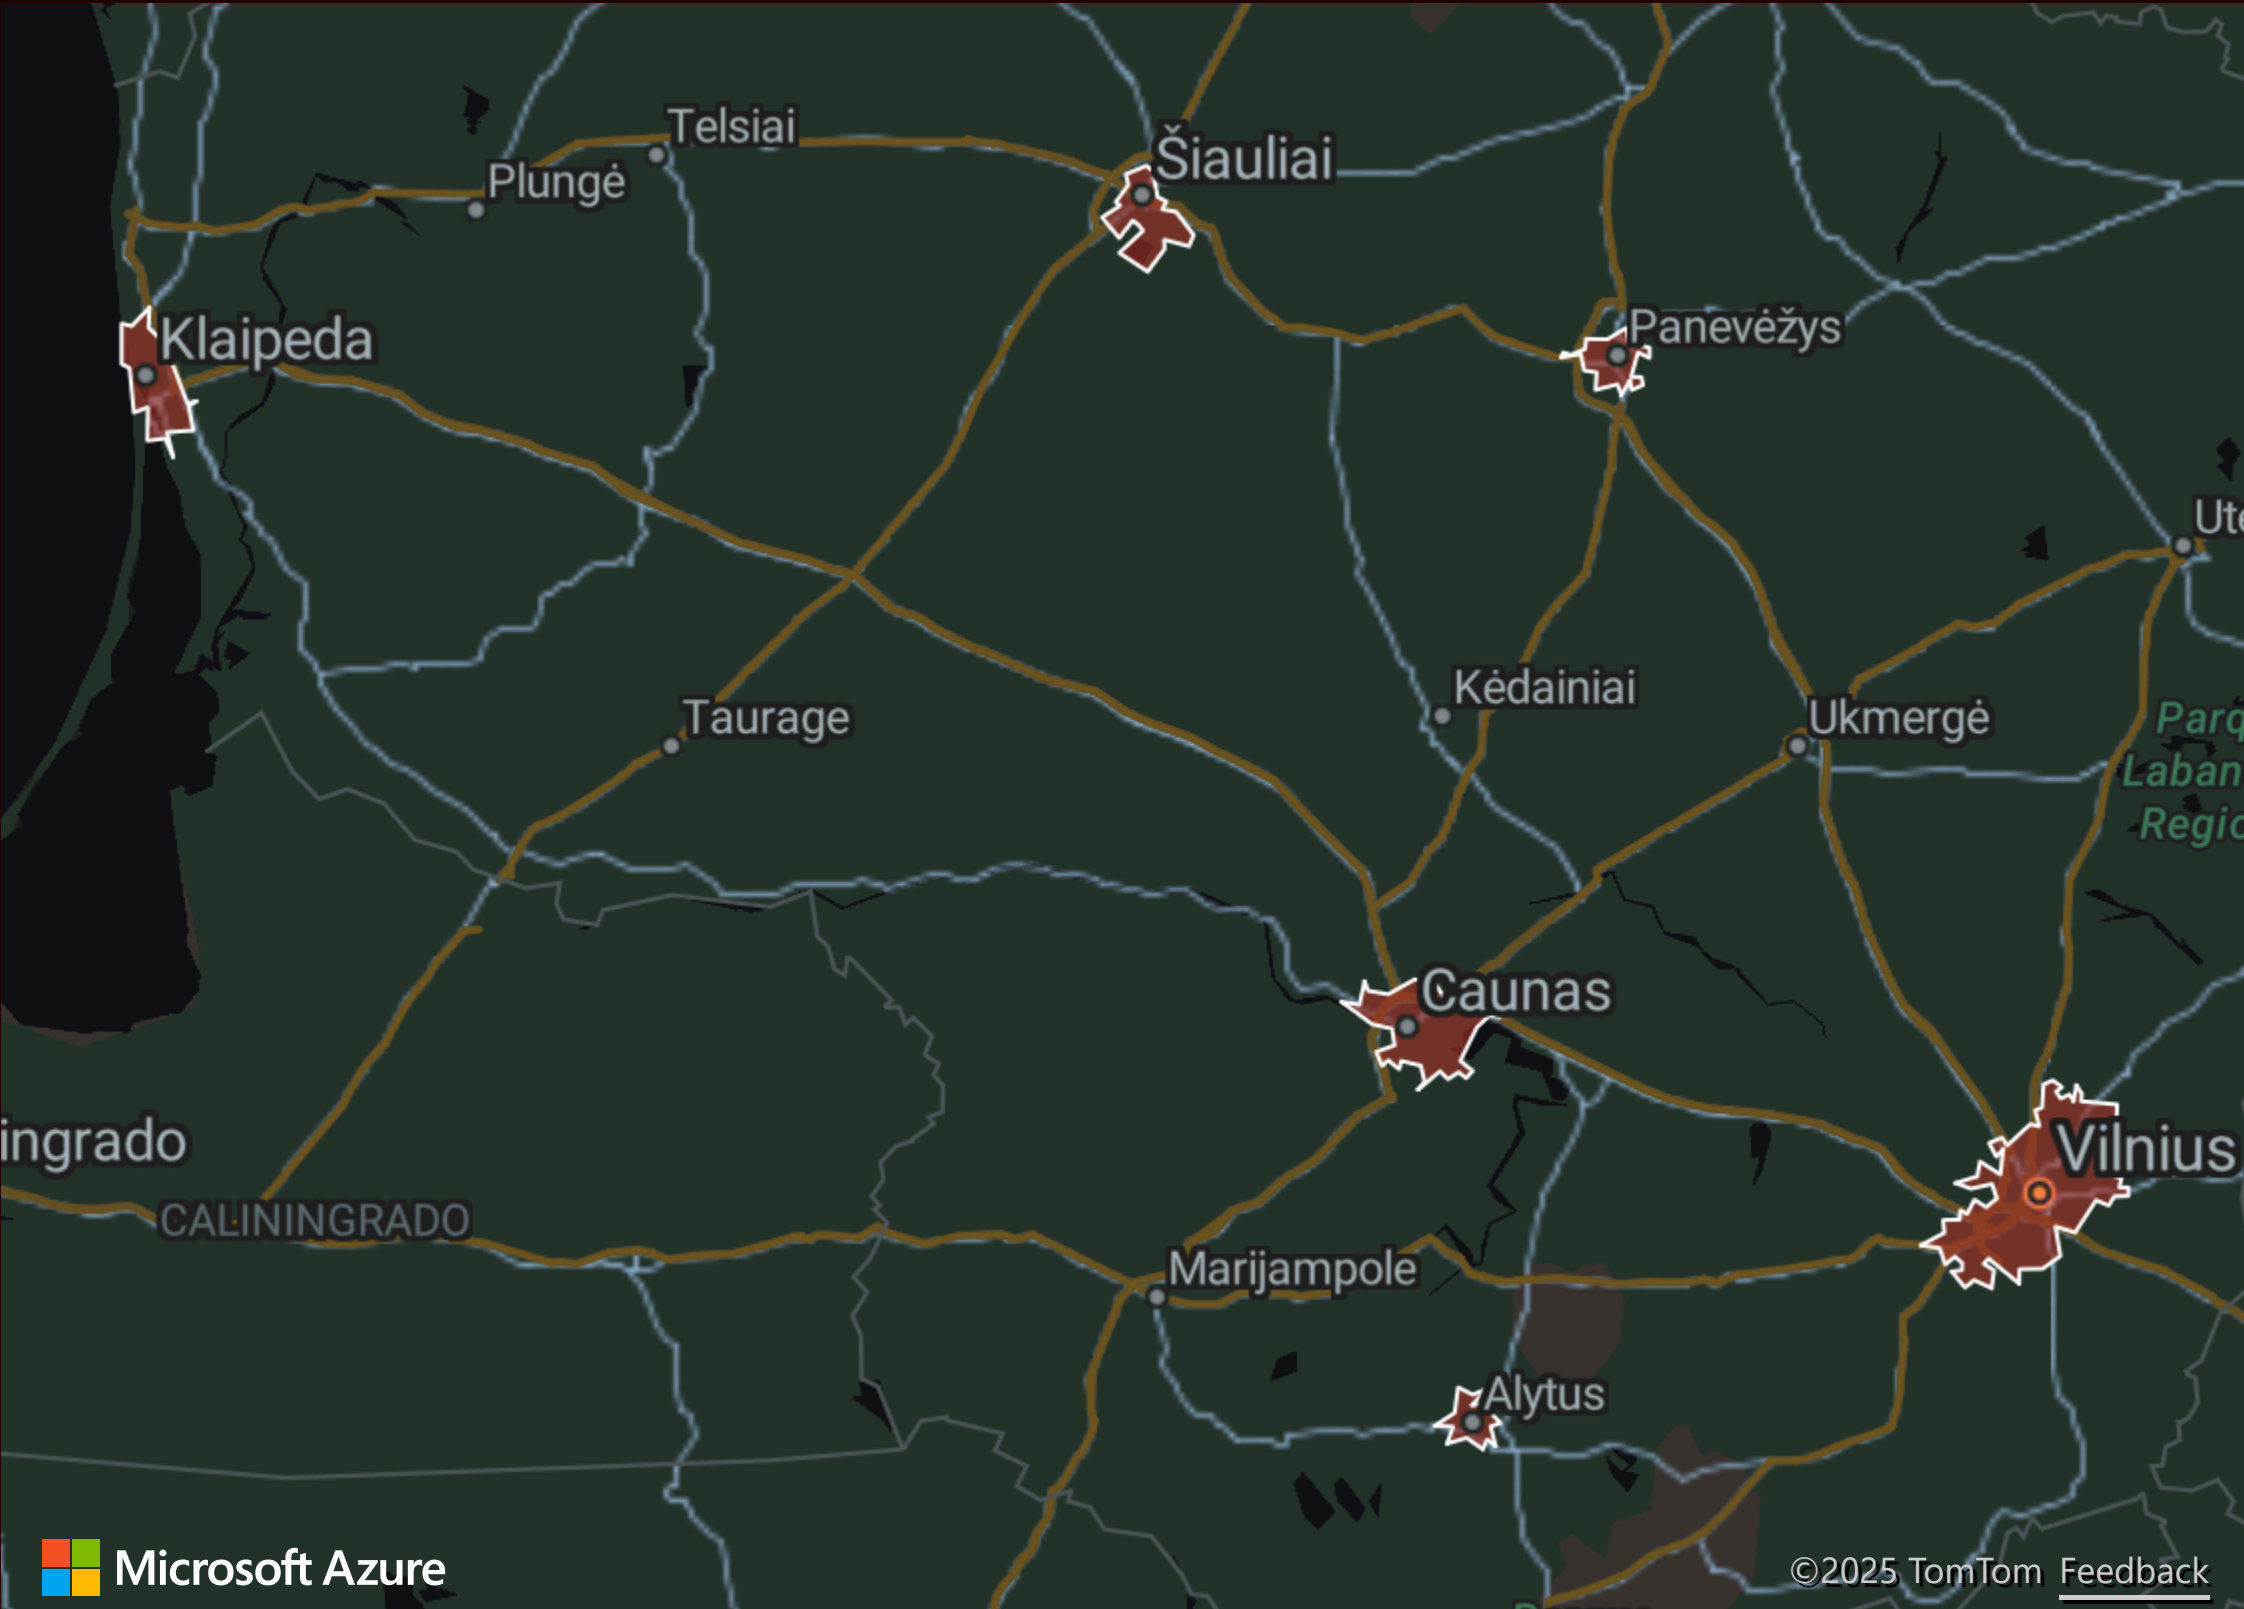 Telsiai
Šiauliai
Plungė
Panevėžys
Klaipeda
Ute
Kėdainiai
Taurage
Ukmergė
Parq
Laban
Regio
Caunas
ingrado
Vilnius
CALININGRADO
Marijampole
Alytus
Microsoft Azure
©2025 TomTom Feedback